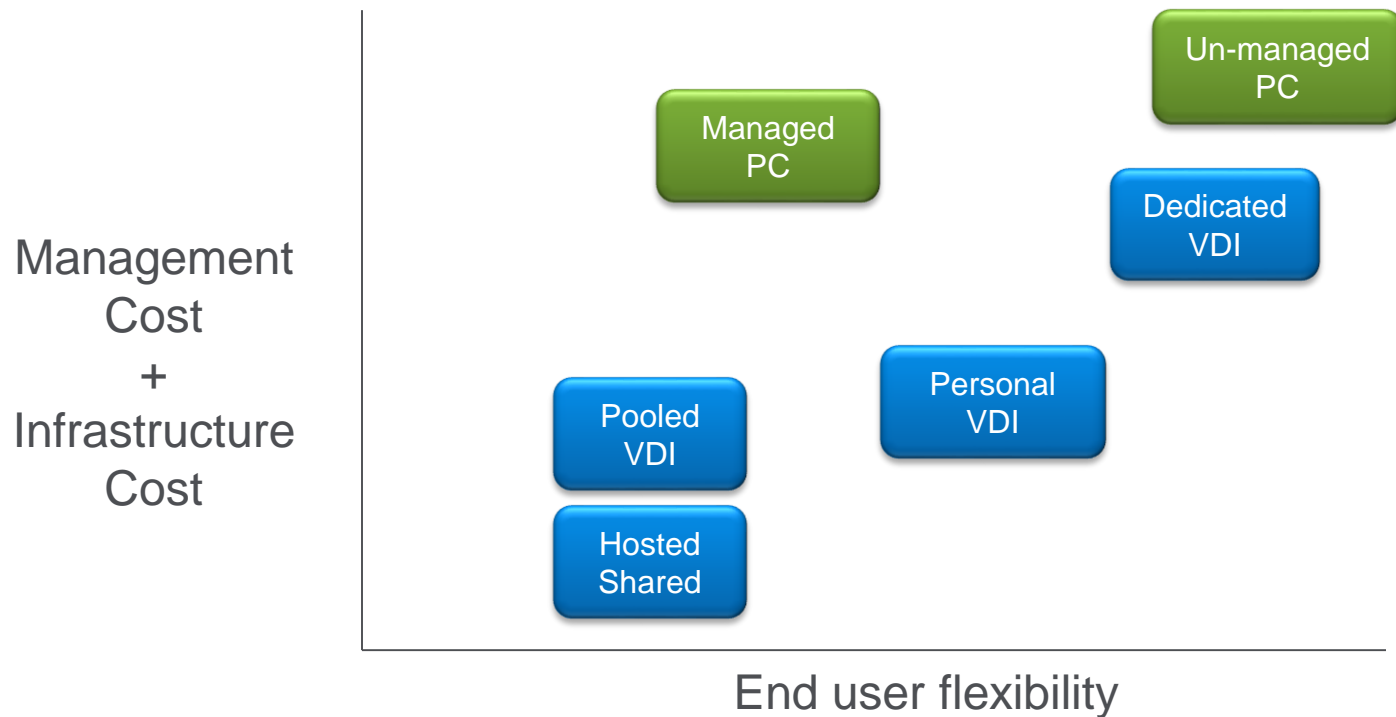 Un-managed
PC
Managed
PC
Dedicated
VDI
Management
Cost
+
Infrastructure
Cost
Personal
VDI
Pooled
VDI
Hosted
Shared
End user flexibility